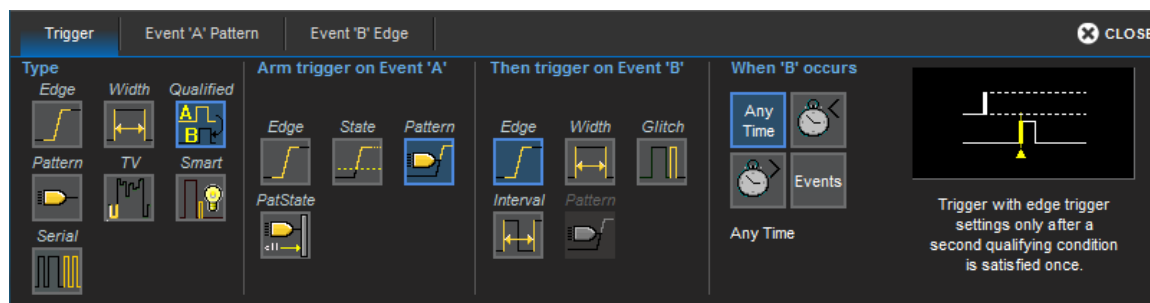 Trigger Event 'A' Pattern Event 'B' Edge CLOSE
Type
Edge Width Qualified
A
B
Pattern TV Smart
Serial
Arm trigger on Event 'A'
Edge State Pattern
PatState
Then trigger on Event 'B'
Edge Width Glitch
Interval Pattern
When 'B' occurs
Any
Time
<
>
Events
Any Time
Trigger with edge trigger
settings only after a
second qualifying condition
is satisfied once.